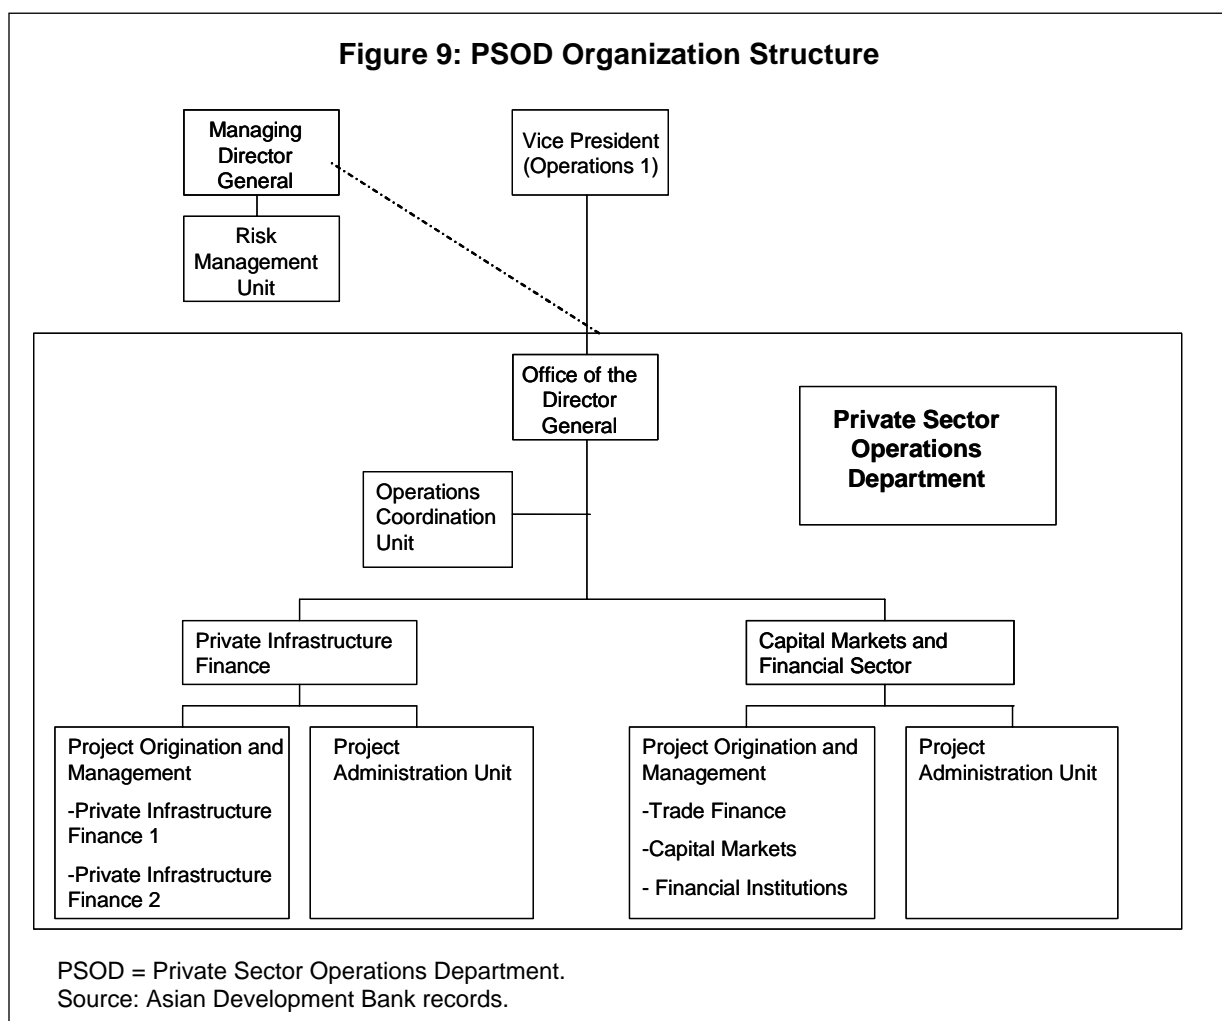 Figure 9: PSOD Organization Structure
Managing
Director
General
Vice President
(Operations 1)
Risk
Management
Unit
Office of the
Director
General
Private Sector
Operations
Department
Operations
Coordination
Unit
Private Infrastructure
Finance
Capital Markets and
Financial Sector
Project Origination and
Management
-Private Infrastructure
Finance 1
-Private Infrastructure
Finance 2
Project
Administration Unit
Project Origination and
Management
-Trade Finance
-Capital Markets
- Financial Institutions
Project
Administration Unit
PSOD = Private Sector Operations Department.
Source: Asian Development Bank records.